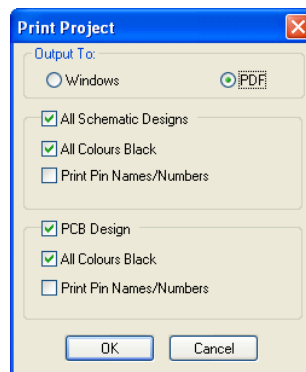 Print Project
Output To:
Windows PDF
All Schematic Designs
All Colours Black
Print Pin Names/Numbers
PCB Design
All Colours Black
Print Pin Names/Numbers
OK Cancel